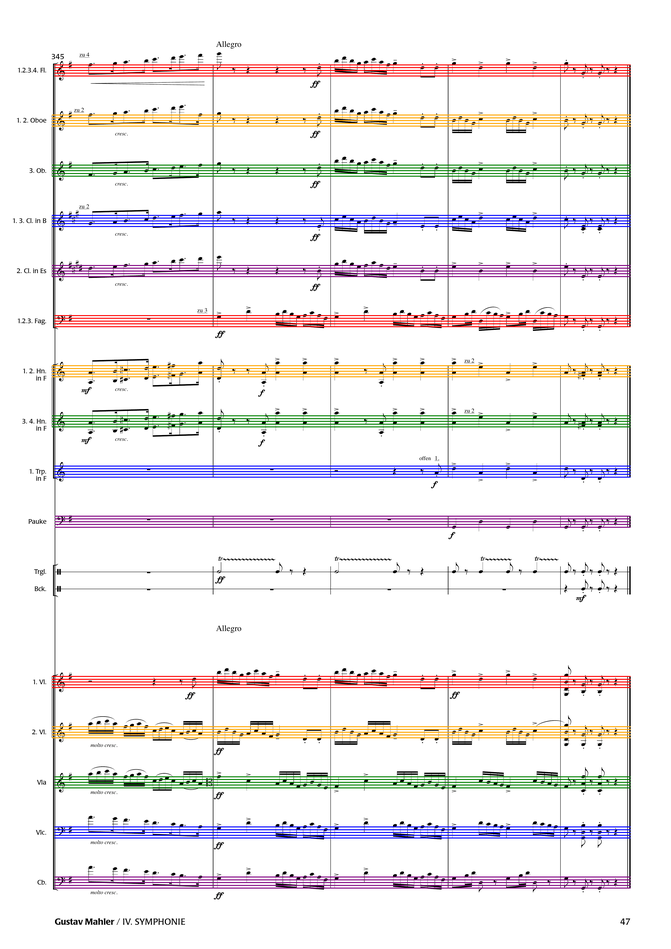 Allegro
345
zu 4
1.2.3.4. Fl.
ff
zu 2
1. 2. Oboe
cresc.
ff
3. Ob.
cresc.
ff
zu 2
1. 3. Cl. in B
cresc.
ff
2. Cl. in Es
cresc.
ff
zu 3
1.2.3. Fag.
ff
zu 2
1. 2. Hn.
in F
mf
cresc.
f
zu 2
3. 4. Hn.
in F
mf
cresc.
f
offen 1.
1. Trp.
in F
f
Pauke
f
tr tr tr tr
Trgl.
ff
Bck.
mf
Allegro
1. Vl.
ff ff
2. Vl.
molto cresc.
ff
Vla
molto cresc.
ff
Vlc.
molto cresc.
ff
Cb.
molto cresc.
ff
Gustav Mahler / IV. SYMPHONIE 47